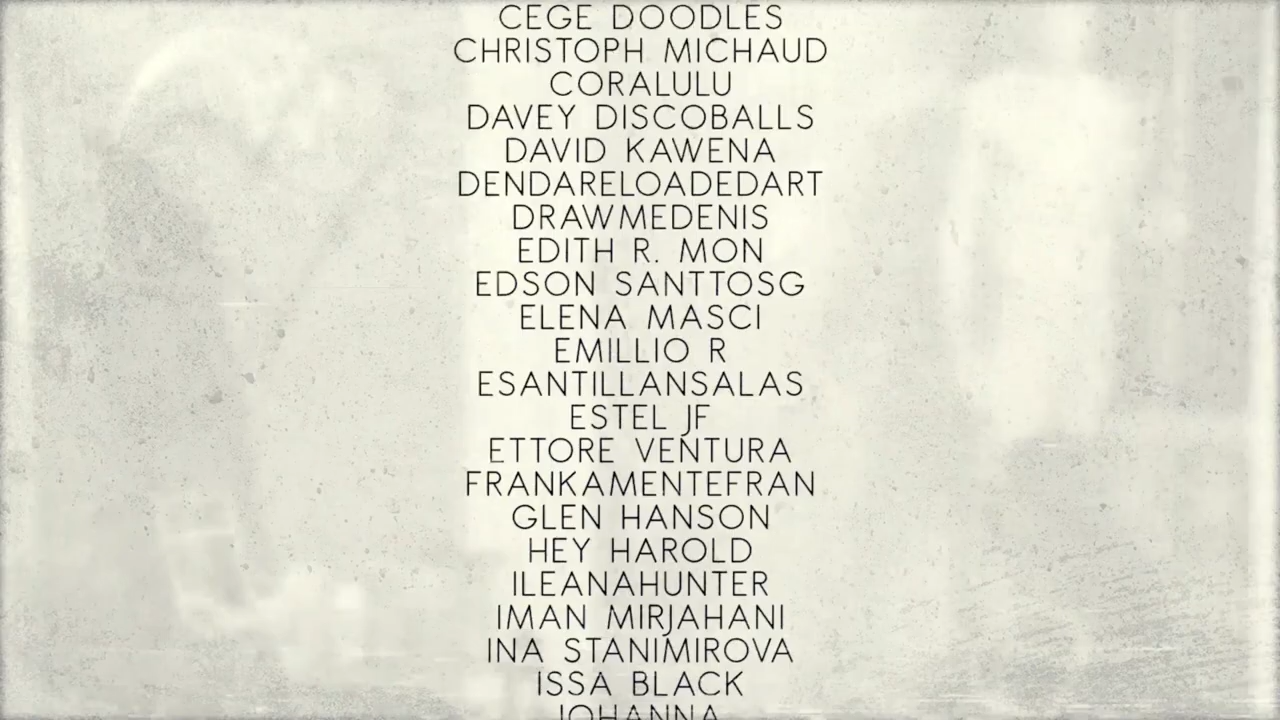 CEGE DOODLES
CHRISTOPH MICHAUD
CORALULU
DAVEY DISCOBALLS
DAVID KAWENA
DENDARELOADEDART
DRAWMEDENIS
EDITH R. MON
EDSON SANTTOSG
ELENA MASCI
EMILLIO R
ESANTILLANSALAS
ESTEL JF
ETTORE VENTURA
FRANKAMENTEFRAN
GLEN HANSON
HEY HAROLD
ILEANAHUNTER
IMAN MIRJAHANI
INA STANIMIROVA
ISSA BLACK
JOHANNA